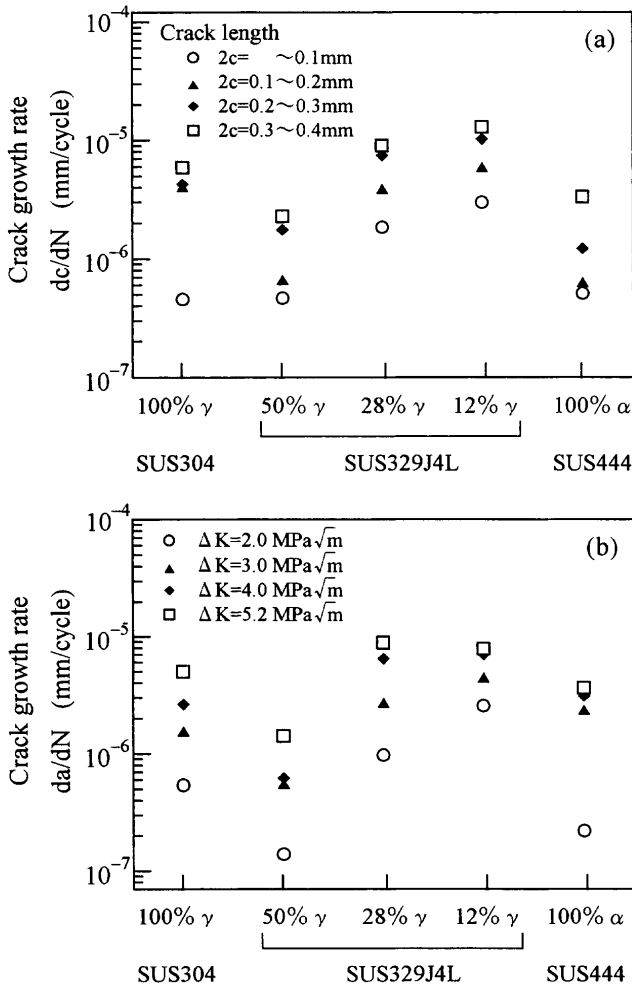 (a)
Crack length
○ 2c= ～0.1mm
▲ 2c=0.1～0.2mm
◆ 2c=0.2～0.3mm
□ 2c=0.3～0.4mm
10⁻⁴
10⁻⁵
10⁻⁶
10⁻⁷
Crack growth rate
dc/dN (mm/cycle)
100% γ 50% γ 28% γ 12% γ 100% α
SUS304 SUS329J4L SUS444
(b)
○ Δ K=2.0 MPa√m
▲ Δ K=3.0 MPa√m
◆ Δ K=4.0 MPa√m
□ Δ K=5.2 MPa√m
10⁻⁴
10⁻⁵
10⁻⁶
10⁻⁷
Crack growth rate
da/dN (mm/cycle)
100% γ 50% γ 28% γ 12% γ 100% α
SUS304 SUS329J4L SUS444